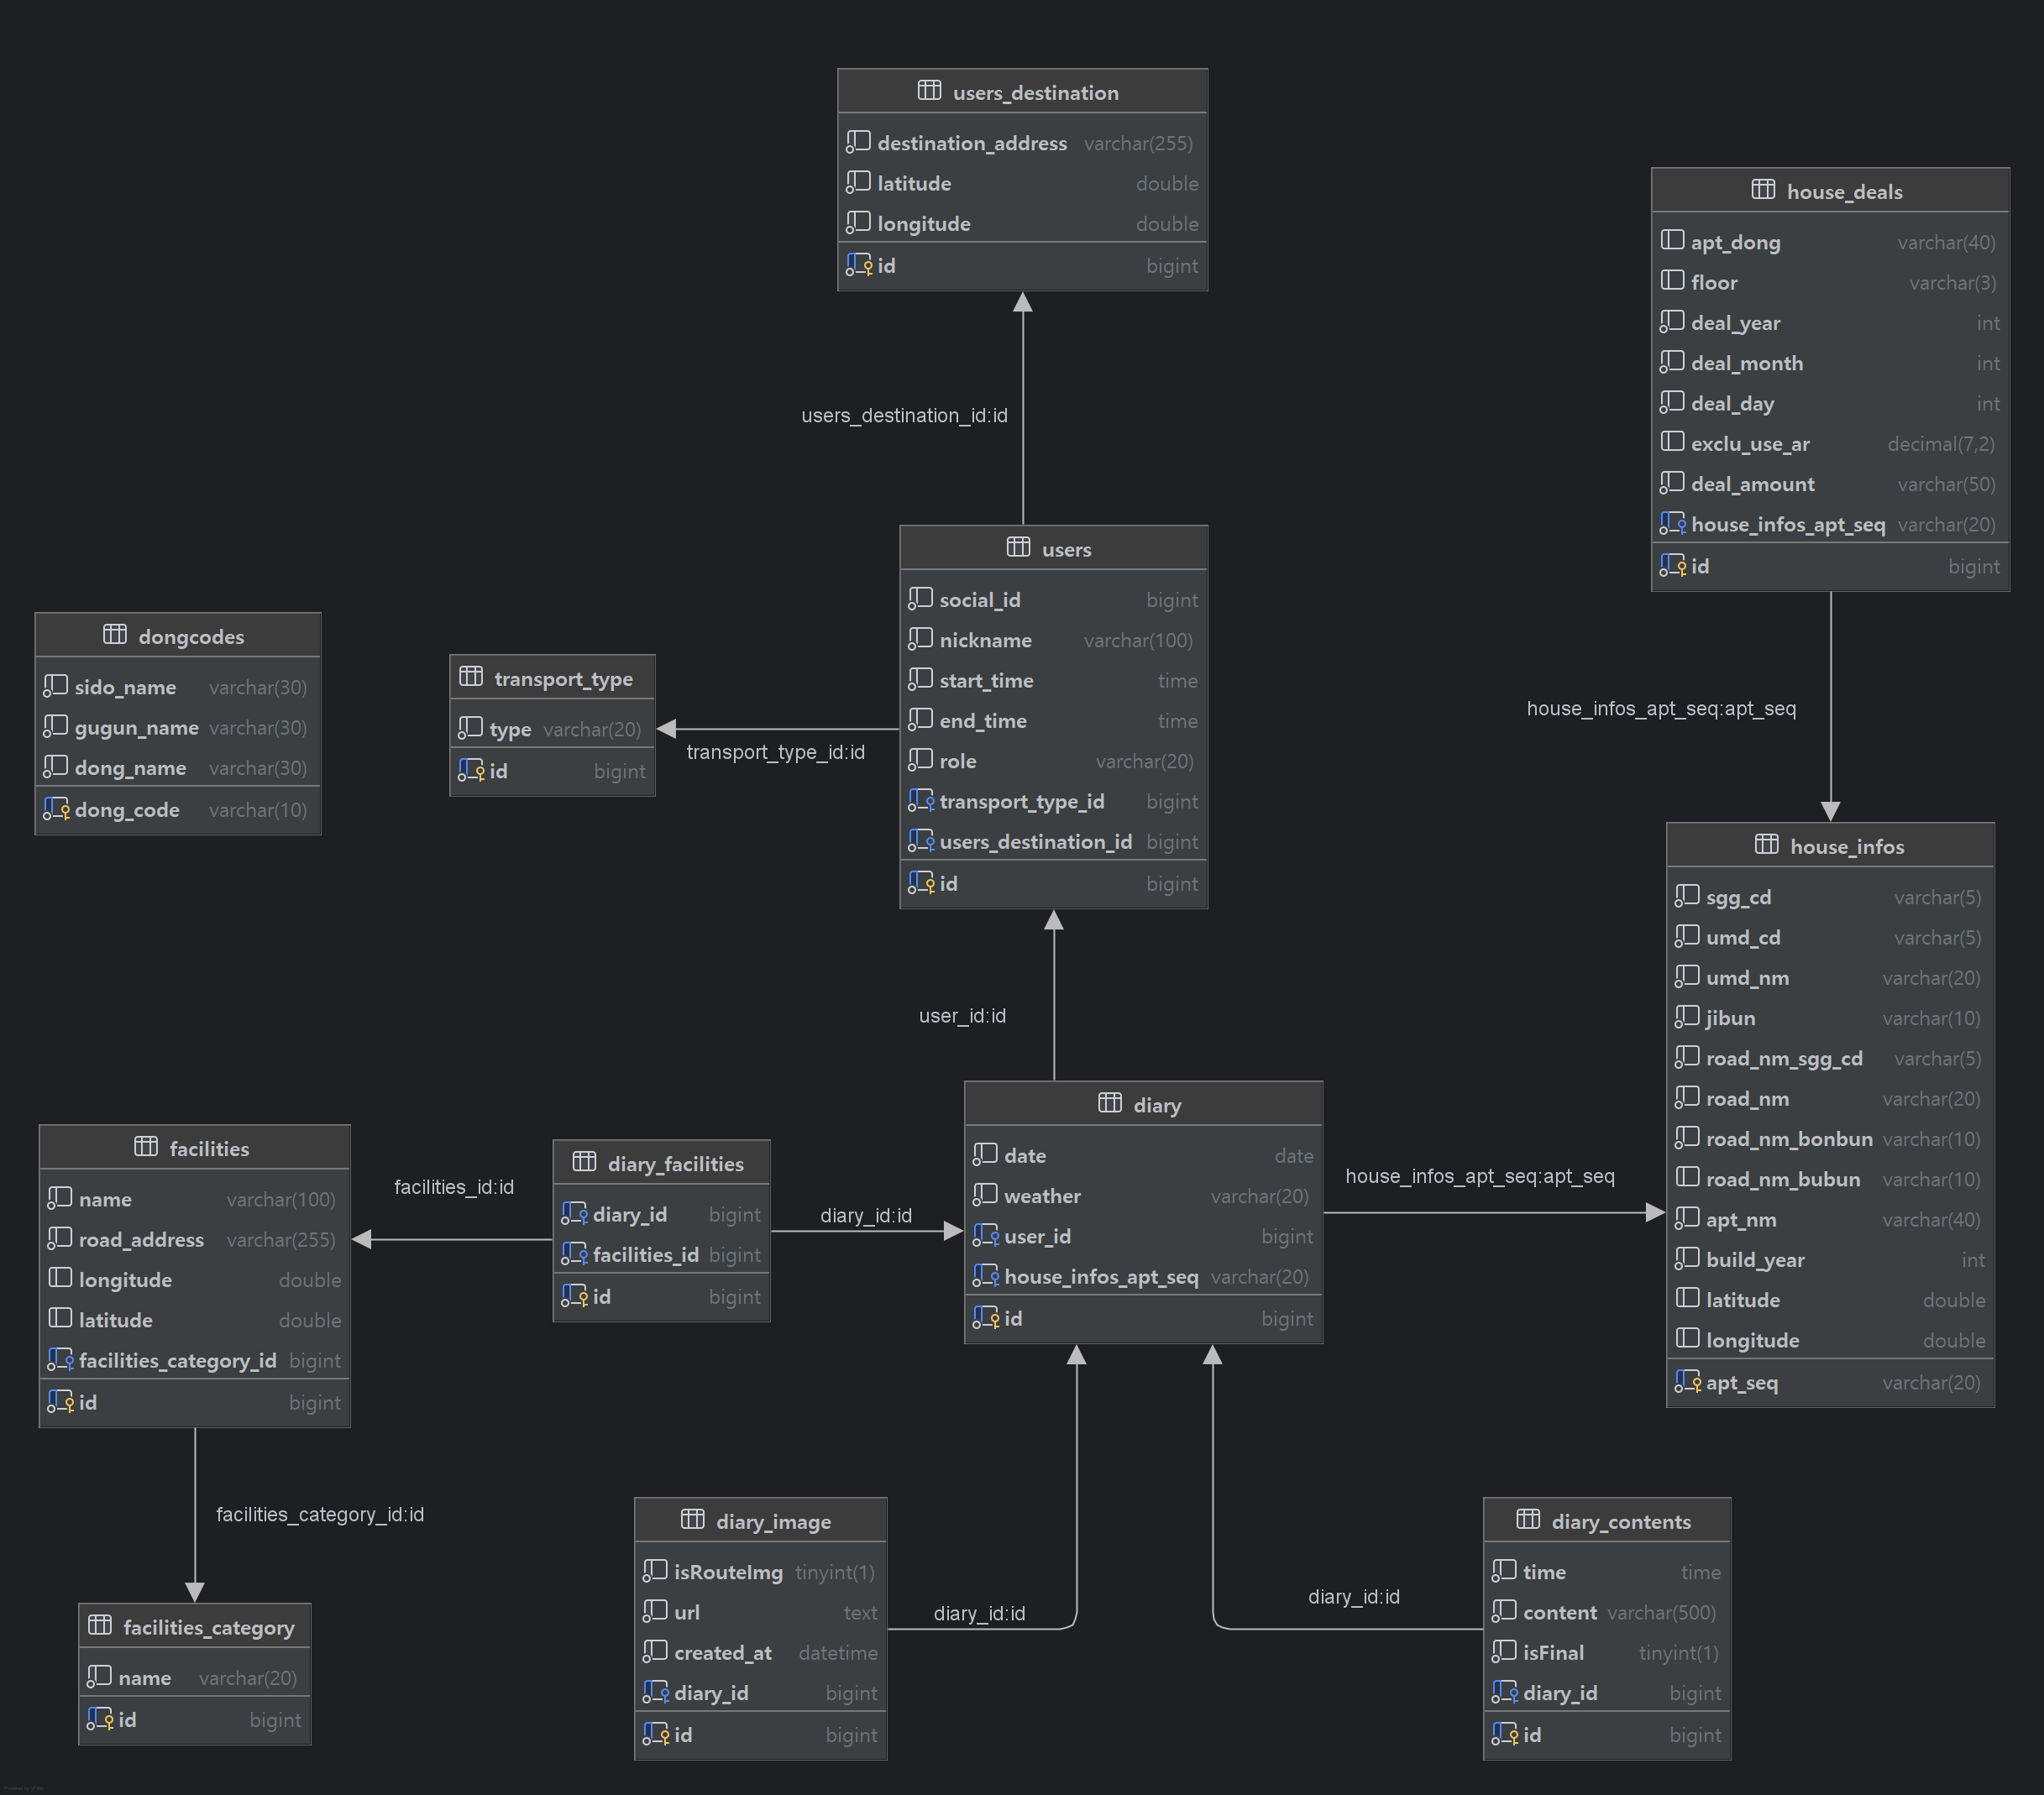 users_destination
destination_address varchar(255)
latitude double
longitude double
id bigint
house_deals
apt_dong varchar(40)
floor varchar(3)
deal_year int
deal_month int
deal_day int
exclu_use_ar decimal(7,2)
deal_amount varchar(50)
house_infos_apt_seq varchar(20)
id bigint
users_destination_id:id
users
social_id bigint
nickname varchar(100)
start_time time
end_time time
role varchar(20)
transport_type_id bigint
users_destination_id bigint
id bigint
dongcodes
sido_name varchar(30)
gugun_name varchar(30)
dong_name varchar(30)
dong_code varchar(10)
transport_type
type varchar(20)
id bigint
transport_type_id:id
house_infos_apt_seq:apt_seq
house_infos
sgg_cd varchar(5)
umd_cd varchar(5)
umd_nm varchar(20)
jibun varchar(10)
road_nm_sgg_cd varchar(5)
road_nm varchar(20)
road_nm_bonbun varchar(10)
road_nm_bubun varchar(10)
apt_nm varchar(40)
build_year int
latitude double
longitude double
apt_seq varchar(20)
user_id:id
diary
date date
weather varchar(20)
user_id bigint
house_infos_apt_seq varchar(20)
id bigint
house_infos_apt_seq:apt_seq
facilities
name varchar(100)
road_address varchar(255)
longitude double
latitude double
facilities_category_id bigint
id bigint
facilities_id:id
diary_facilities
diary_id bigint
facilities_id bigint
id bigint
diary_id:id
facilities_category_id:id
facilities_category
name varchar(20)
id bigint
diary_image
isRouteImg tinyint(1)
url text
created_at datetime
diary_id bigint
id bigint
diary_id:id
diary_id:id
diary_contents
time time
content varchar(500)
isFinal tinyint(1)
diary_id bigint
id bigint